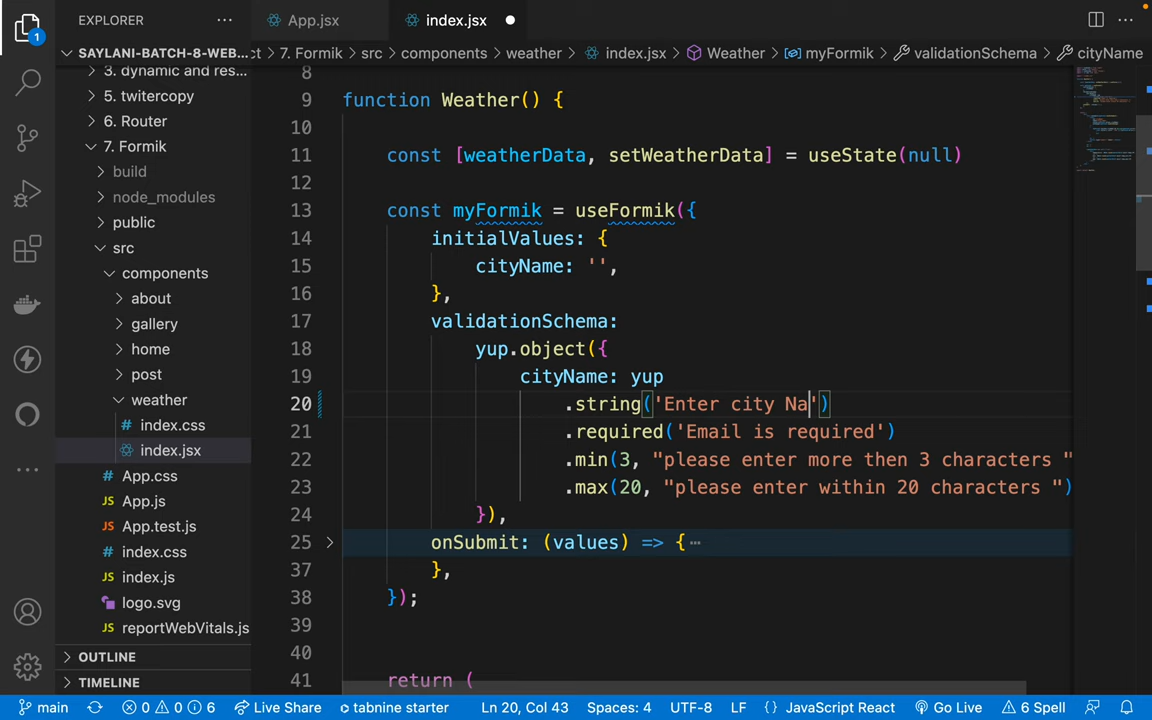 EXPLORER
App.jsx
index.jsx
SAYLANI-BATCH-8-WEB...
ct > 7. Formik > src > components > weather > index.jsx > Weather > myFormik > validationSchema > cityName
3. dynamic and res...
5. twitercopy
6. Router
7. Formik
build
node_modules
public
src
components
about
gallery
home
post
weather
index.css
index.jsx
App.css
App.js
App.test.js
index.css
index.js
logo.svg
reportWebVitals.js
OUTLINE
TIMELINE
1
8
9 function Weather() {
10
11 const [weatherData, setWeatherData] = useState(null)
12
13 const myFormik = useFormik({
14 initialValues: {
15 cityName: '',
16 },
17 validationSchema:
18 yup.object({
19 cityName: yup
20 .string('Enter city Na')
21 .required('Email is required')
22 .min(3, "please enter more then 3 characters "
23 .max(20, "please enter within 20 characters ")
24 }),
25 onSubmit: (values) => {
37 },
38 });
39
40
41 return (
main 0 0 6 Live Share tabnine starter Ln 20, Col 43 Spaces: 4 UTF-8 LF {} JavaScript React Go Live 6 Spell